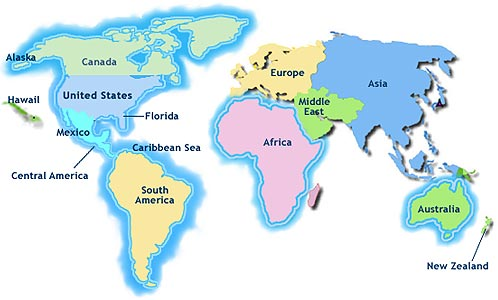 Alaska
Canada
Europe
Asia
Hawail
United States
Middle
East
Florida
Mexico
Africa
Caribbean Sea
Central America
South
America
Australia
New Zealand